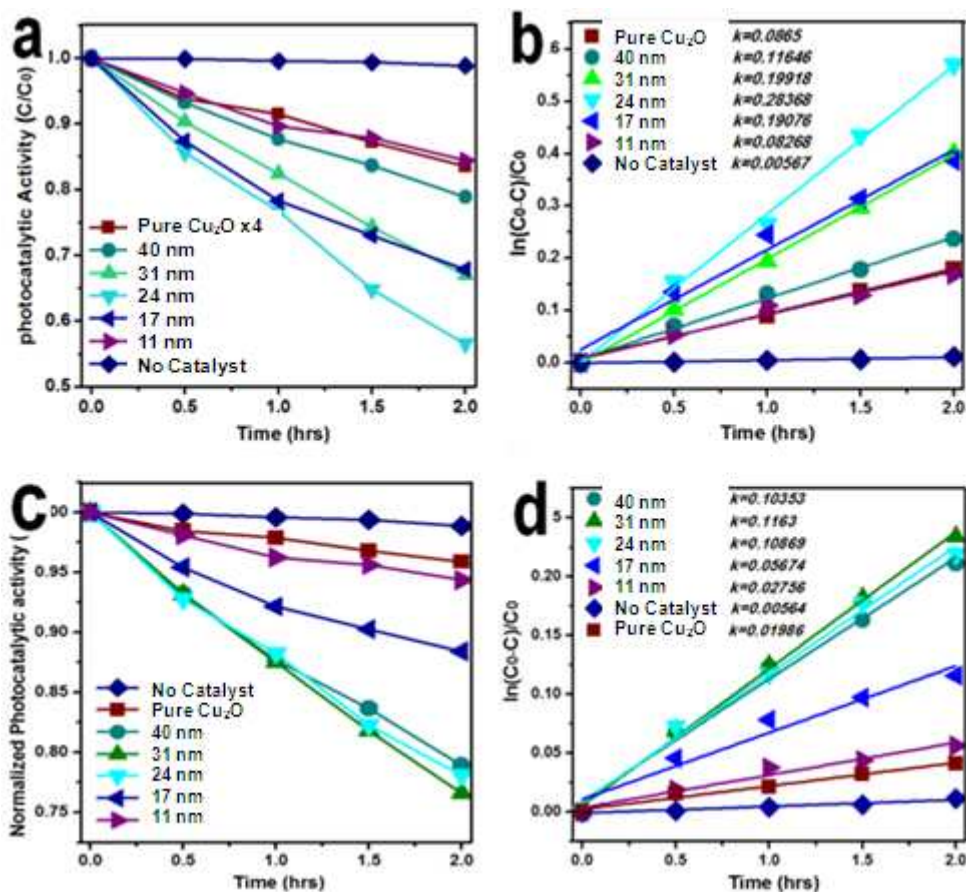 a
photocatalytic Activity (C/C0)
1.0
0.9
0.8
0.7
0.6
0.5
Pure Cu₂O x4
40 nm
31 nm
24 nm
17 nm
11 nm
No Catalyst
0.0 0.5 1.0 1.5 2.0
Time (hrs)
b
ln(C₀-C)/C₀
6
0.5
0.4
0.3
0.2
0.1
0.0
Pure Cu₂O k=0.0865
40 nm k=0.11646
31 nm k=0.19918
24 nm k=0.28368
17 nm k=0.19076
11 nm k=0.08268
No Catalyst k=0.00567
0.0 0.5 1.0 1.5 2.0
Time (hrs)
c
Normalized Photocatalytic activity (
00
0.95
0.90
0.85
0.80
0.75
No Catalyst
Pure Cu₂O
40 nm
31 nm
24 nm
17 nm
11 nm
0.0 0.5 1.0 1.5 2.0
Time (hrs)
d
ln(C₀-C)/C₀
5
0.20
0.15
0.10
0.05
0.00
40 nm k=0.10353
31 nm k=0.1163
24 nm k=0.10869
17 nm k=0.05674
11 nm k=0.02756
No Catalyst k=0.00564
Pure Cu₂O k=0.01986
0.0 0.5 1.0 1.5 2.0
Time (hrs)